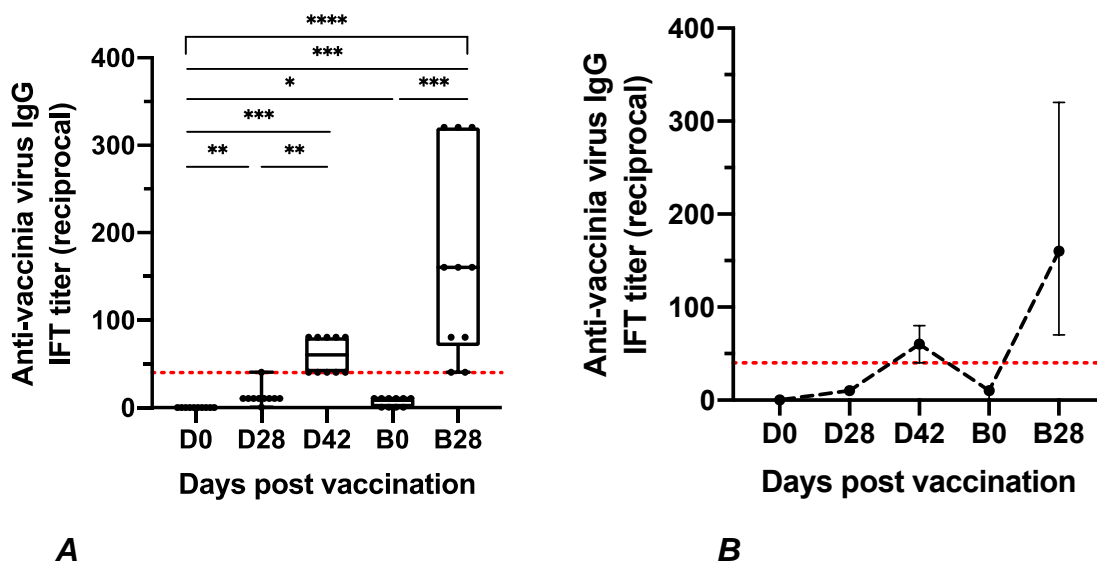 ****
***
*
***
***
**
**
Anti-vaccinia virus IgG
IFT titer (reciprocal)
400
300
200
100
0
D0
D28
D42
B0
B28
Days post vaccination
A
Anti-vaccinia virus IgG
IFT titer (reciprocal)
400
300
200
100
0
D0
D28
D42
B0
B28
Days post vaccination
B